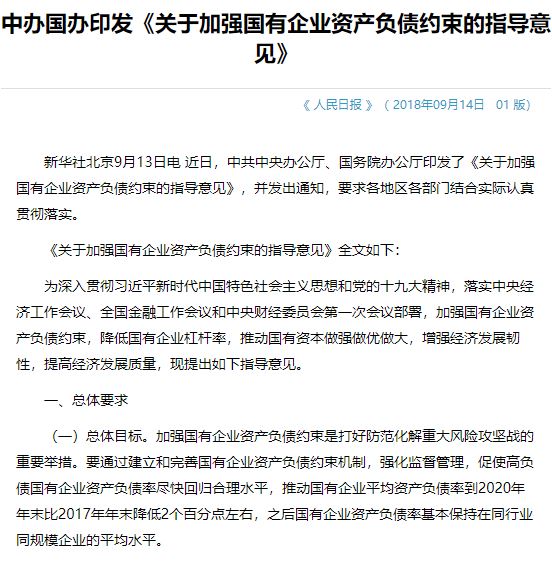 中办国办印发《关于加强国有企业资产负债约束的指导意
见》
《 人民日报 》（ 2018年09月14日 01 版）
新华社北京9月13日电 近日，中共中央办公厅、国务院办公厅印发了《关于加强
国有企业资产负债约束的指导意见》，并发出通知，要求各地区各部门结合实际认真
贯彻落实。
《关于加强国有企业资产负债约束的指导意见》全文如下：
为深入贯彻习近平新时代中国特色社会主义思想和党的十九大精神，落实中央经
济工作会议、全国金融工作会议和中央财经委员会第一次会议部署，加强国有企业资
产负债约束，降低国有企业杠杆率，推动国有资本做强做优做大，增强经济发展韧
性，提高经济发展质量，现提出如下指导意见。
一、总体要求
（一）总体目标。加强国有企业资产负债约束是打好防范化解重大风险攻坚战的
重要举措。要通过建立和完善国有企业资产负债约束机制，强化监督管理，促使高负
债国有企业资产负债率尽快回归合理水平，推动国有企业平均资产负债率到2020年
年末比2017年年末降低2个百分点左右，之后国有企业资产负债率基本保持在同行业
同规模企业的平均水平。